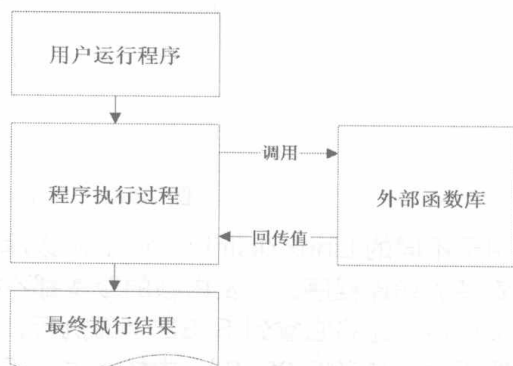 用户运行程序
调用
程序执行过程
外部函数库
回传值
最终执行结果